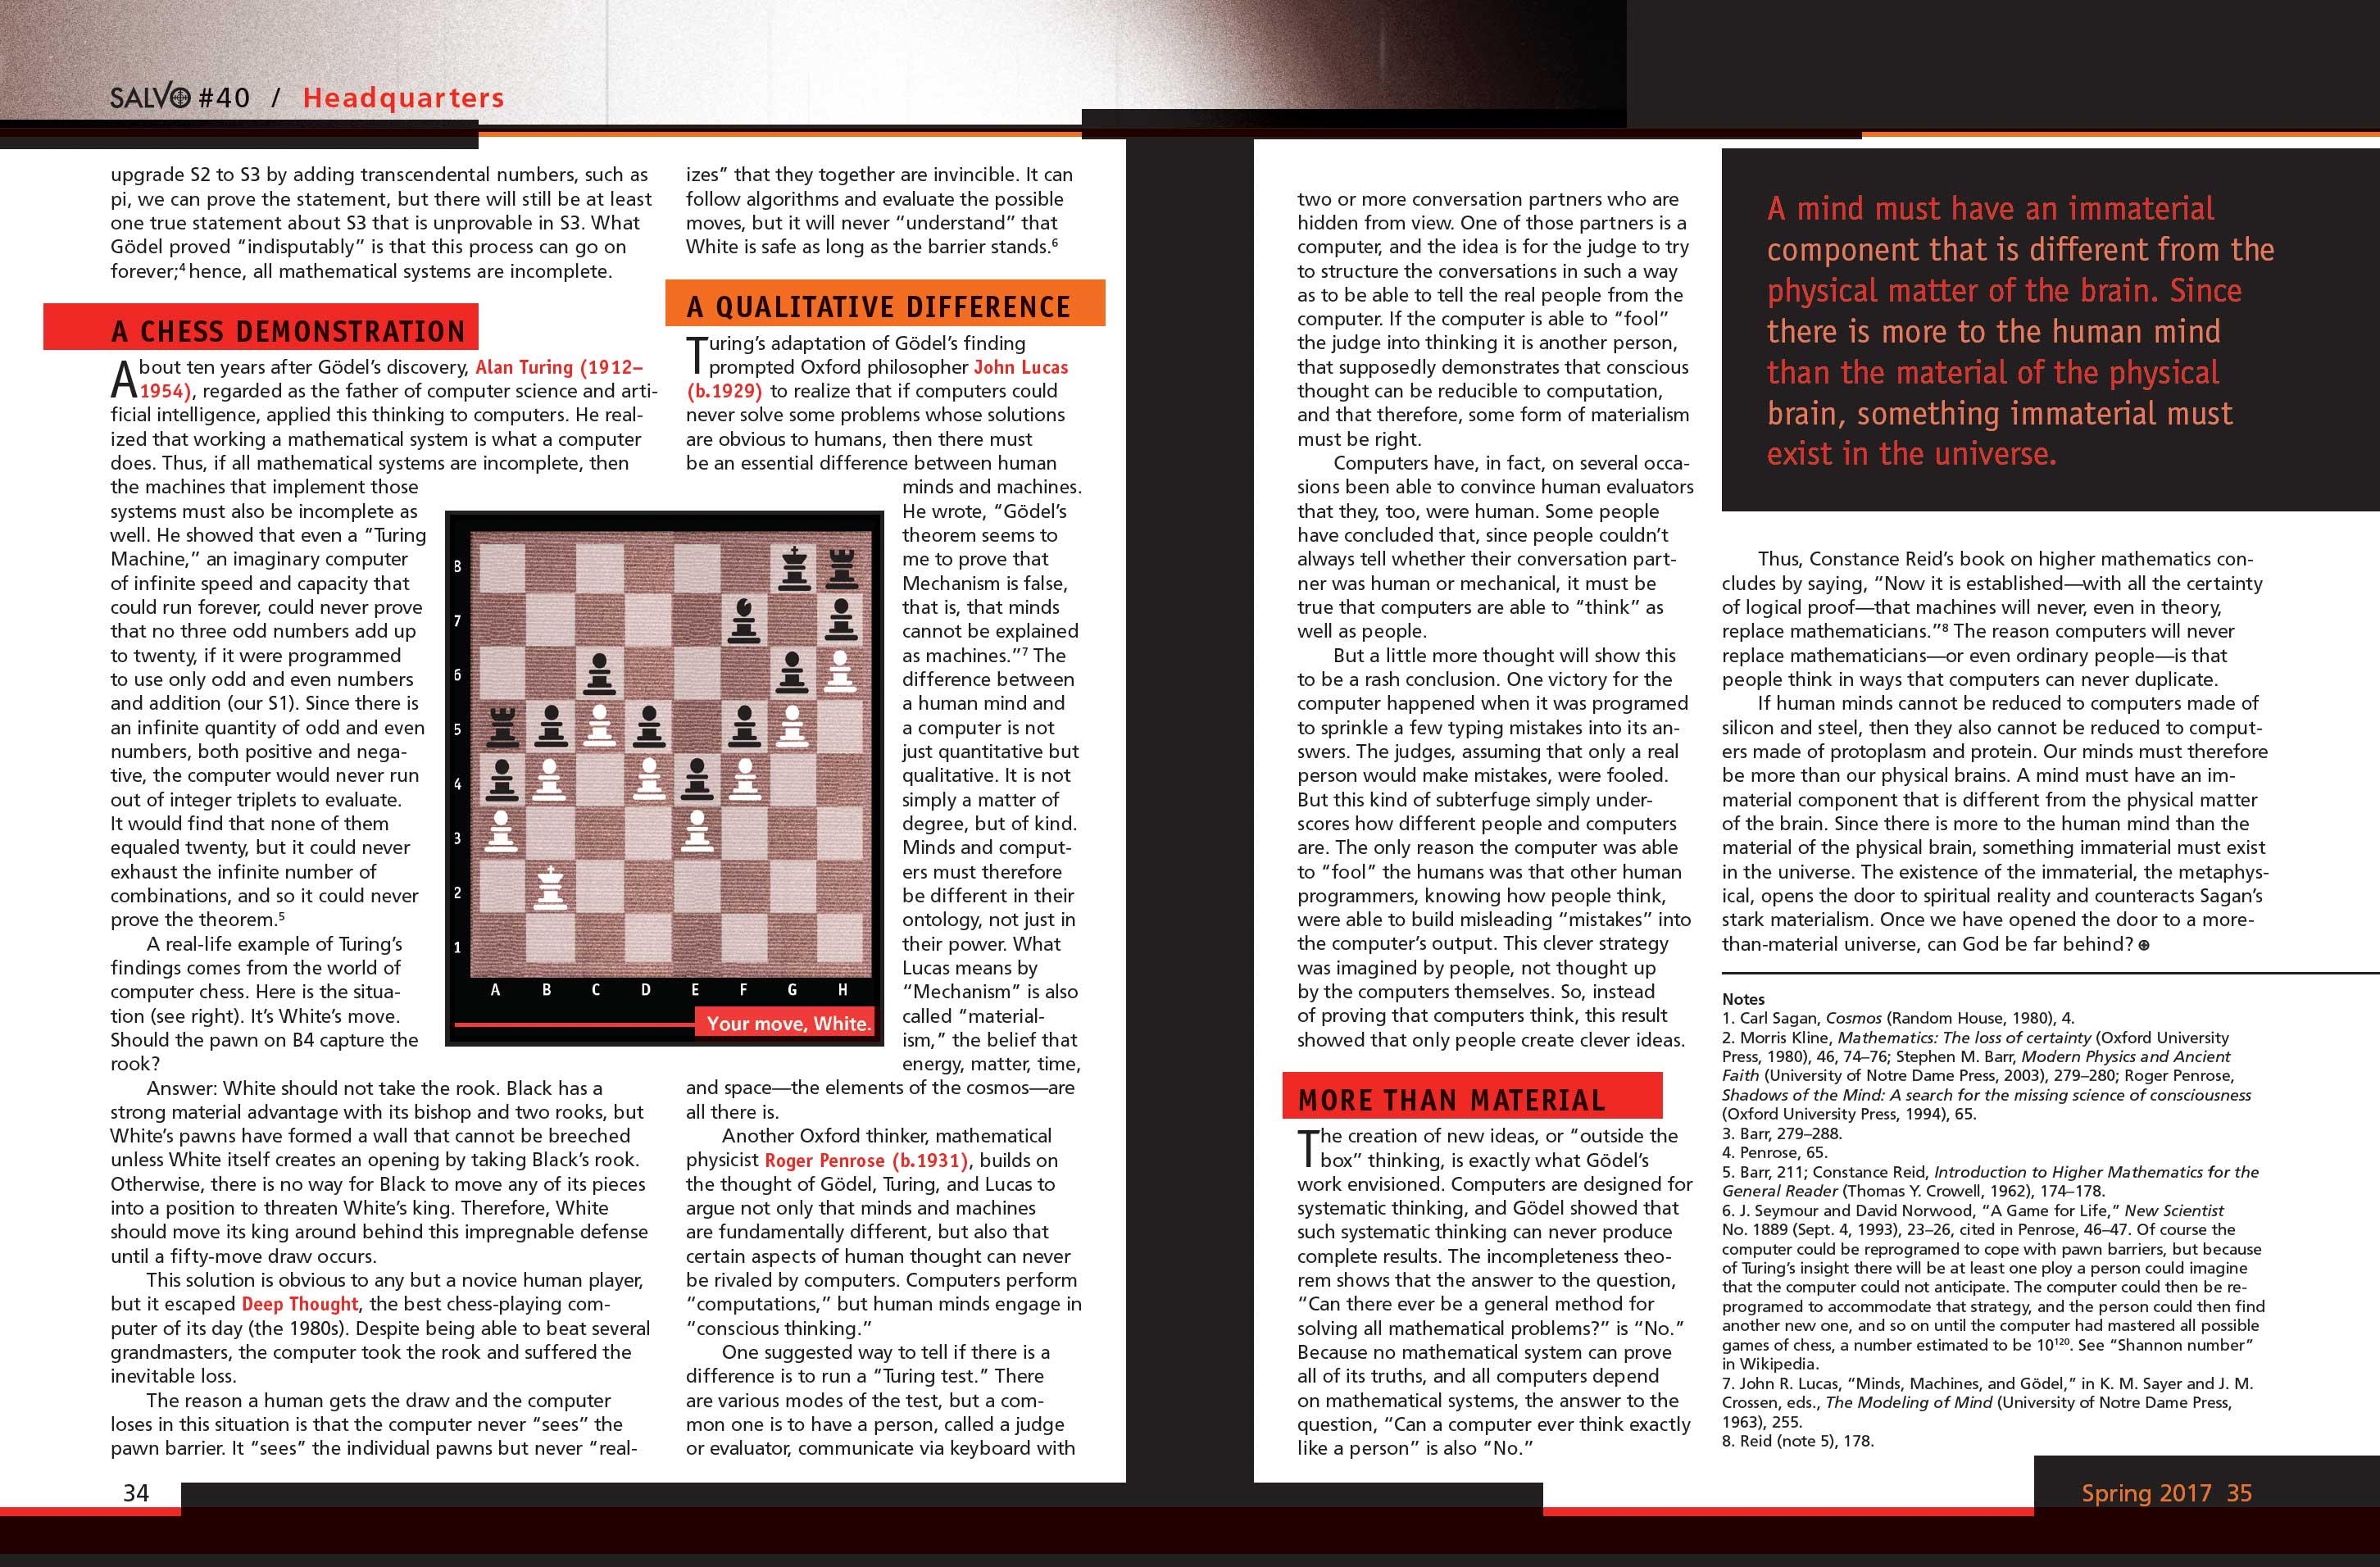 SALVO #40 / Headquarters
upgrade S2 to S3 by adding transcendental numbers, such as
pi, we can prove the statement, but there will still be at least
one true statement about S3 that is unprovable in S3. What
Gödel proved “indisputably” is that this process can go on
forever;4 hence, all mathematical systems are incomplete.
A CHESS DEMONSTRATION
About ten years after Gödel’s discovery, Alan Turing (1912–
1954), regarded as the father of computer science and arti-
ficial intelligence, applied this thinking to computers. He real-
ized that working a mathematical system is what a computer
does. Thus, if all mathematical systems are incomplete, then
the machines that implement those
systems must also be incomplete as
well. He showed that even a “Turing
Machine,” an imaginary computer
of infinite speed and capacity that
could run forever, could never prove
that no three odd numbers add up
to twenty, if it were programmed
to use only odd and even numbers
and addition (our S1). Since there is
an infinite quantity of odd and even
numbers, both positive and nega-
tive, the computer would never run
out of integer triplets to evaluate.
It would find that none of them
equaled twenty, but it could never
exhaust the infinite number of
combinations, and so it could never
prove the theorem.5
A real-life example of Turing’s
findings comes from the world of
computer chess. Here is the situa-
tion (see right). It’s White’s move.
Should the pawn on B4 capture the
rook?
Answer: White should not take the rook. Black has a
strong material advantage with its bishop and two rooks, but
White’s pawns have formed a wall that cannot be breeched
unless White itself creates an opening by taking Black’s rook.
Otherwise, there is no way for Black to move any of its pieces
into a position to threaten White’s king. Therefore, White
should move its king around behind this impregnable defense
until a fifty-move draw occurs.
This solution is obvious to any but a novice human player,
but it escaped Deep Thought, the best chess-playing com-
puter of its day (the 1980s). Despite being able to beat several
grandmasters, the computer took the rook and suffered the
inevitable loss.
The reason a human gets the draw and the computer
loses in this situation is that the computer never “sees” the
pawn barrier. It “sees” the individual pawns but never “real-
8
7
6
5
4
3
2
1
A B C D E F G H
Your move, White.
izes” that they together are invincible. It can
follow algorithms and evaluate the possible
moves, but it will never “understand” that
White is safe as long as the barrier stands.6
A QUALITATIVE DIFFERENCE
Turing’s adaptation of Gödel’s finding
prompted Oxford philosopher John Lucas
(b.1929) to realize that if computers could
never solve some problems whose solutions
are obvious to humans, then there must
be an essential difference between human
minds and machines.
He wrote, “Gödel’s
theorem seems to
me to prove that
Mechanism is false,
that is, that minds
cannot be explained
as machines.”7 The
difference between
a human mind and
a computer is not
just quantitative but
qualitative. It is not
simply a matter of
degree, but of kind.
Minds and comput-
ers must therefore
be different in their
ontology, not just in
their power. What
Lucas means by
“Mechanism” is also
called “material-
ism,” the belief that
energy, matter, time,
and space—the elements of the cosmos—are
all there is.
Another Oxford thinker, mathematical
physicist Roger Penrose (b.1931), builds on
the thought of Gödel, Turing, and Lucas to
argue not only that minds and machines
are fundamentally different, but also that
certain aspects of human thought can never
be rivaled by computers. Computers perform
“computations,” but human minds engage in
“conscious thinking.”
One suggested way to tell if there is a
difference is to run a “Turing test.” There
are various modes of the test, but a com-
mon one is to have a person, called a judge
or evaluator, communicate via keyboard with
34
two or more conversation partners who are
hidden from view. One of those partners is a
computer, and the idea is for the judge to try
to structure the conversations in such a way
as to be able to tell the real people from the
computer. If the computer is able to “fool”
the judge into thinking it is another person,
that supposedly demonstrates that conscious
thought can be reducible to computation,
and that therefore, some form of materialism
must be right.
Computers have, in fact, on several occa-
sions been able to convince human evaluators
that they, too, were human. Some people
have concluded that, since people couldn’t
always tell whether their conversation part-
ner was human or mechanical, it must be
true that computers are able to “think” as
well as people.
But a little more thought will show this
to be a rash conclusion. One victory for the
computer happened when it was programed
to sprinkle a few typing mistakes into its an-
swers. The judges, assuming that only a real
person would make mistakes, were fooled.
But this kind of subterfuge simply under-
scores how different people and computers
are. The only reason the computer was able
to “fool” the humans was that other human
programmers, knowing how people think,
were able to build misleading “mistakes” into
the computer’s output. This clever strategy
was imagined by people, not thought up
by the computers themselves. So, instead
of proving that computers think, this result
showed that only people create clever ideas.
MORE THAN MATERIAL
The creation of new ideas, or “outside the
box” thinking, is exactly what Gödel’s
work envisioned. Computers are designed for
systematic thinking, and Gödel showed that
such systematic thinking can never produce
complete results. The incompleteness theo-
rem shows that the answer to the question,
“Can there ever be a general method for
solving all mathematical problems?” is “No.”
Because no mathematical system can prove
all of its truths, and all computers depend
on mathematical systems, the answer to the
question, “Can a computer ever think exactly
like a person” is also “No.”
A mind must have an immaterial
component that is different from the
physical matter of the brain. Since
there is more to the human mind
than the material of the physical
brain, something immaterial must
exist in the universe.
Thus, Constance Reid’s book on higher mathematics con-
cludes by saying, “Now it is established—with all the certainty
of logical proof—that machines will never, even in theory,
replace mathematicians.”8 The reason computers will never
replace mathematicians—or even ordinary people—is that
people think in ways that computers can never duplicate.
If human minds cannot be reduced to computers made of
silicon and steel, then they also cannot be reduced to comput-
ers made of protoplasm and protein. Our minds must therefore
be more than our physical brains. A mind must have an im-
material component that is different from the physical matter
of the brain. Since there is more to the human mind than the
material of the physical brain, something immaterial must exist
in the universe. The existence of the immaterial, the metaphys-
ical, opens the door to spiritual reality and counteracts Sagan’s
stark materialism. Once we have opened the door to a more-
than-material universe, can God be far behind?
Notes
1. Carl Sagan, Cosmos (Random House, 1980), 4.
2. Morris Kline, Mathematics: The loss of certainty (Oxford University
Press, 1980), 46, 74–76; Stephen M. Barr, Modern Physics and Ancient
Faith (University of Notre Dame Press, 2003), 279–280; Roger Penrose,
Shadows of the Mind: A search for the missing science of consciousness
(Oxford University Press, 1994), 65.
3. Barr, 279–288.
4. Penrose, 65.
5. Barr, 211; Constance Reid, Introduction to Higher Mathematics for the
General Reader (Thomas Y. Crowell, 1962), 174–178.
6. J. Seymour and David Norwood, “A Game for Life,” New Scientist
No. 1889 (Sept. 4, 1993), 23–26, cited in Penrose, 46–47. Of course the
computer could be reprogramed to cope with pawn barriers, but because
of Turing’s insight there will be at least one ploy a person could imagine
that the computer could not anticipate. The computer could then be re-
programed to accommodate that strategy, and the person could then find
another new one, and so on until the computer had mastered all possible
games of chess, a number estimated to be 10120. See “Shannon number”
in Wikipedia.
7. John R. Lucas, “Minds, Machines, and Gödel,” in K. M. Sayer and J. M.
Crossen, eds., The Modeling of Mind (University of Notre Dame Press,
1963), 255.
8. Reid (note 5), 178.
Spring 2017 35